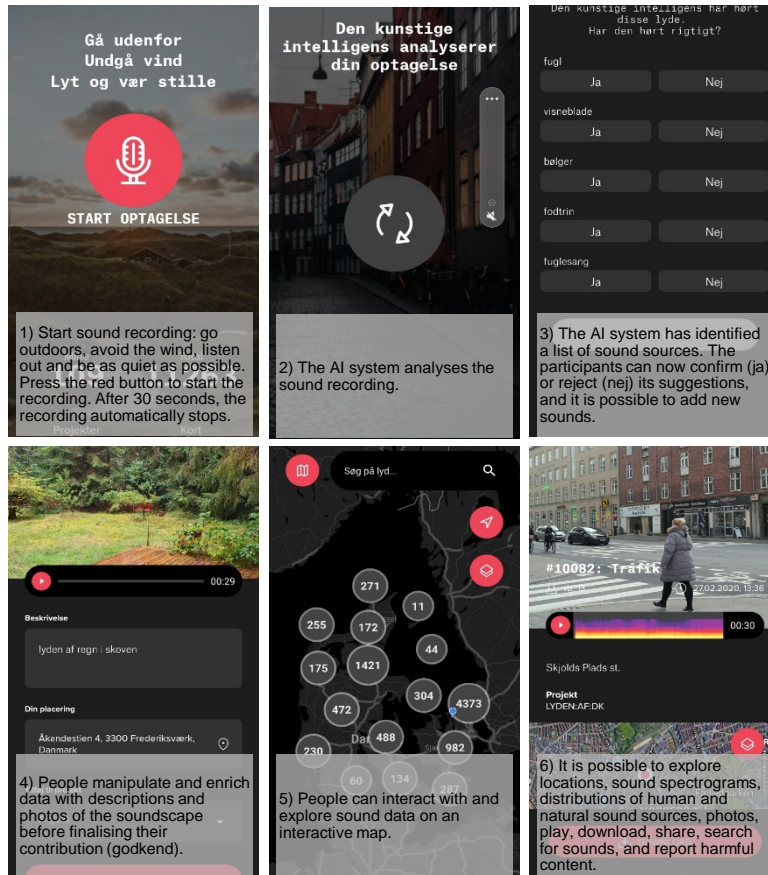 Gå udenfor
Undgå vind
Lyt og vær stille
START OPTAGELSE
1) Start sound recording: go
outdoors, avoid the wind, listen
out and be as quiet as possible.
Press the red button to start the
recording. After 30 seconds, the
recording automatically stops.
Projekter
Kort
Den kunstige
intelligens analyserer
din optagelse
2) The AI system analyses the
sound recording.
Den kunstige intelligens har hørt
disse lyde.
Har den hørt rigtigt?
fugl
Ja
Nej
visneblade
Ja
Nej
bølger
Ja
Nej
fodtrin
Ja
Nej
fuglesang
Ja
Nej
3) The AI system has identified
a list of sound sources. The
participants can now confirm (ja)
or reject (nej) its suggestions,
and it is possible to add new
sounds.
00:29
Beskrivelse
lyden af regn i skoven
Din placering
Åkandestien 4, 3300 Frederiksværk,
Danmark
4) People manipulate and enrich
data with descriptions and
photos of the soundscape
before finalising their
contribution (godkend).
Søg på lyd...
271
11
255
172
44
175
1421
304
4373
472
488
982
230
60
134
287
5) People can interact with and
explore sound data on an
interactive map.
#10082: Trafik
27.02.2020, 13:36
00:30
Skjolds Plads st.
Projekt
LYDEN:AF:DK
6) It is possible to explore
locations, sound spectrograms,
distributions of human and
natural sound sources, photos,
play, download, share, search
for sounds, and report harmful
content.